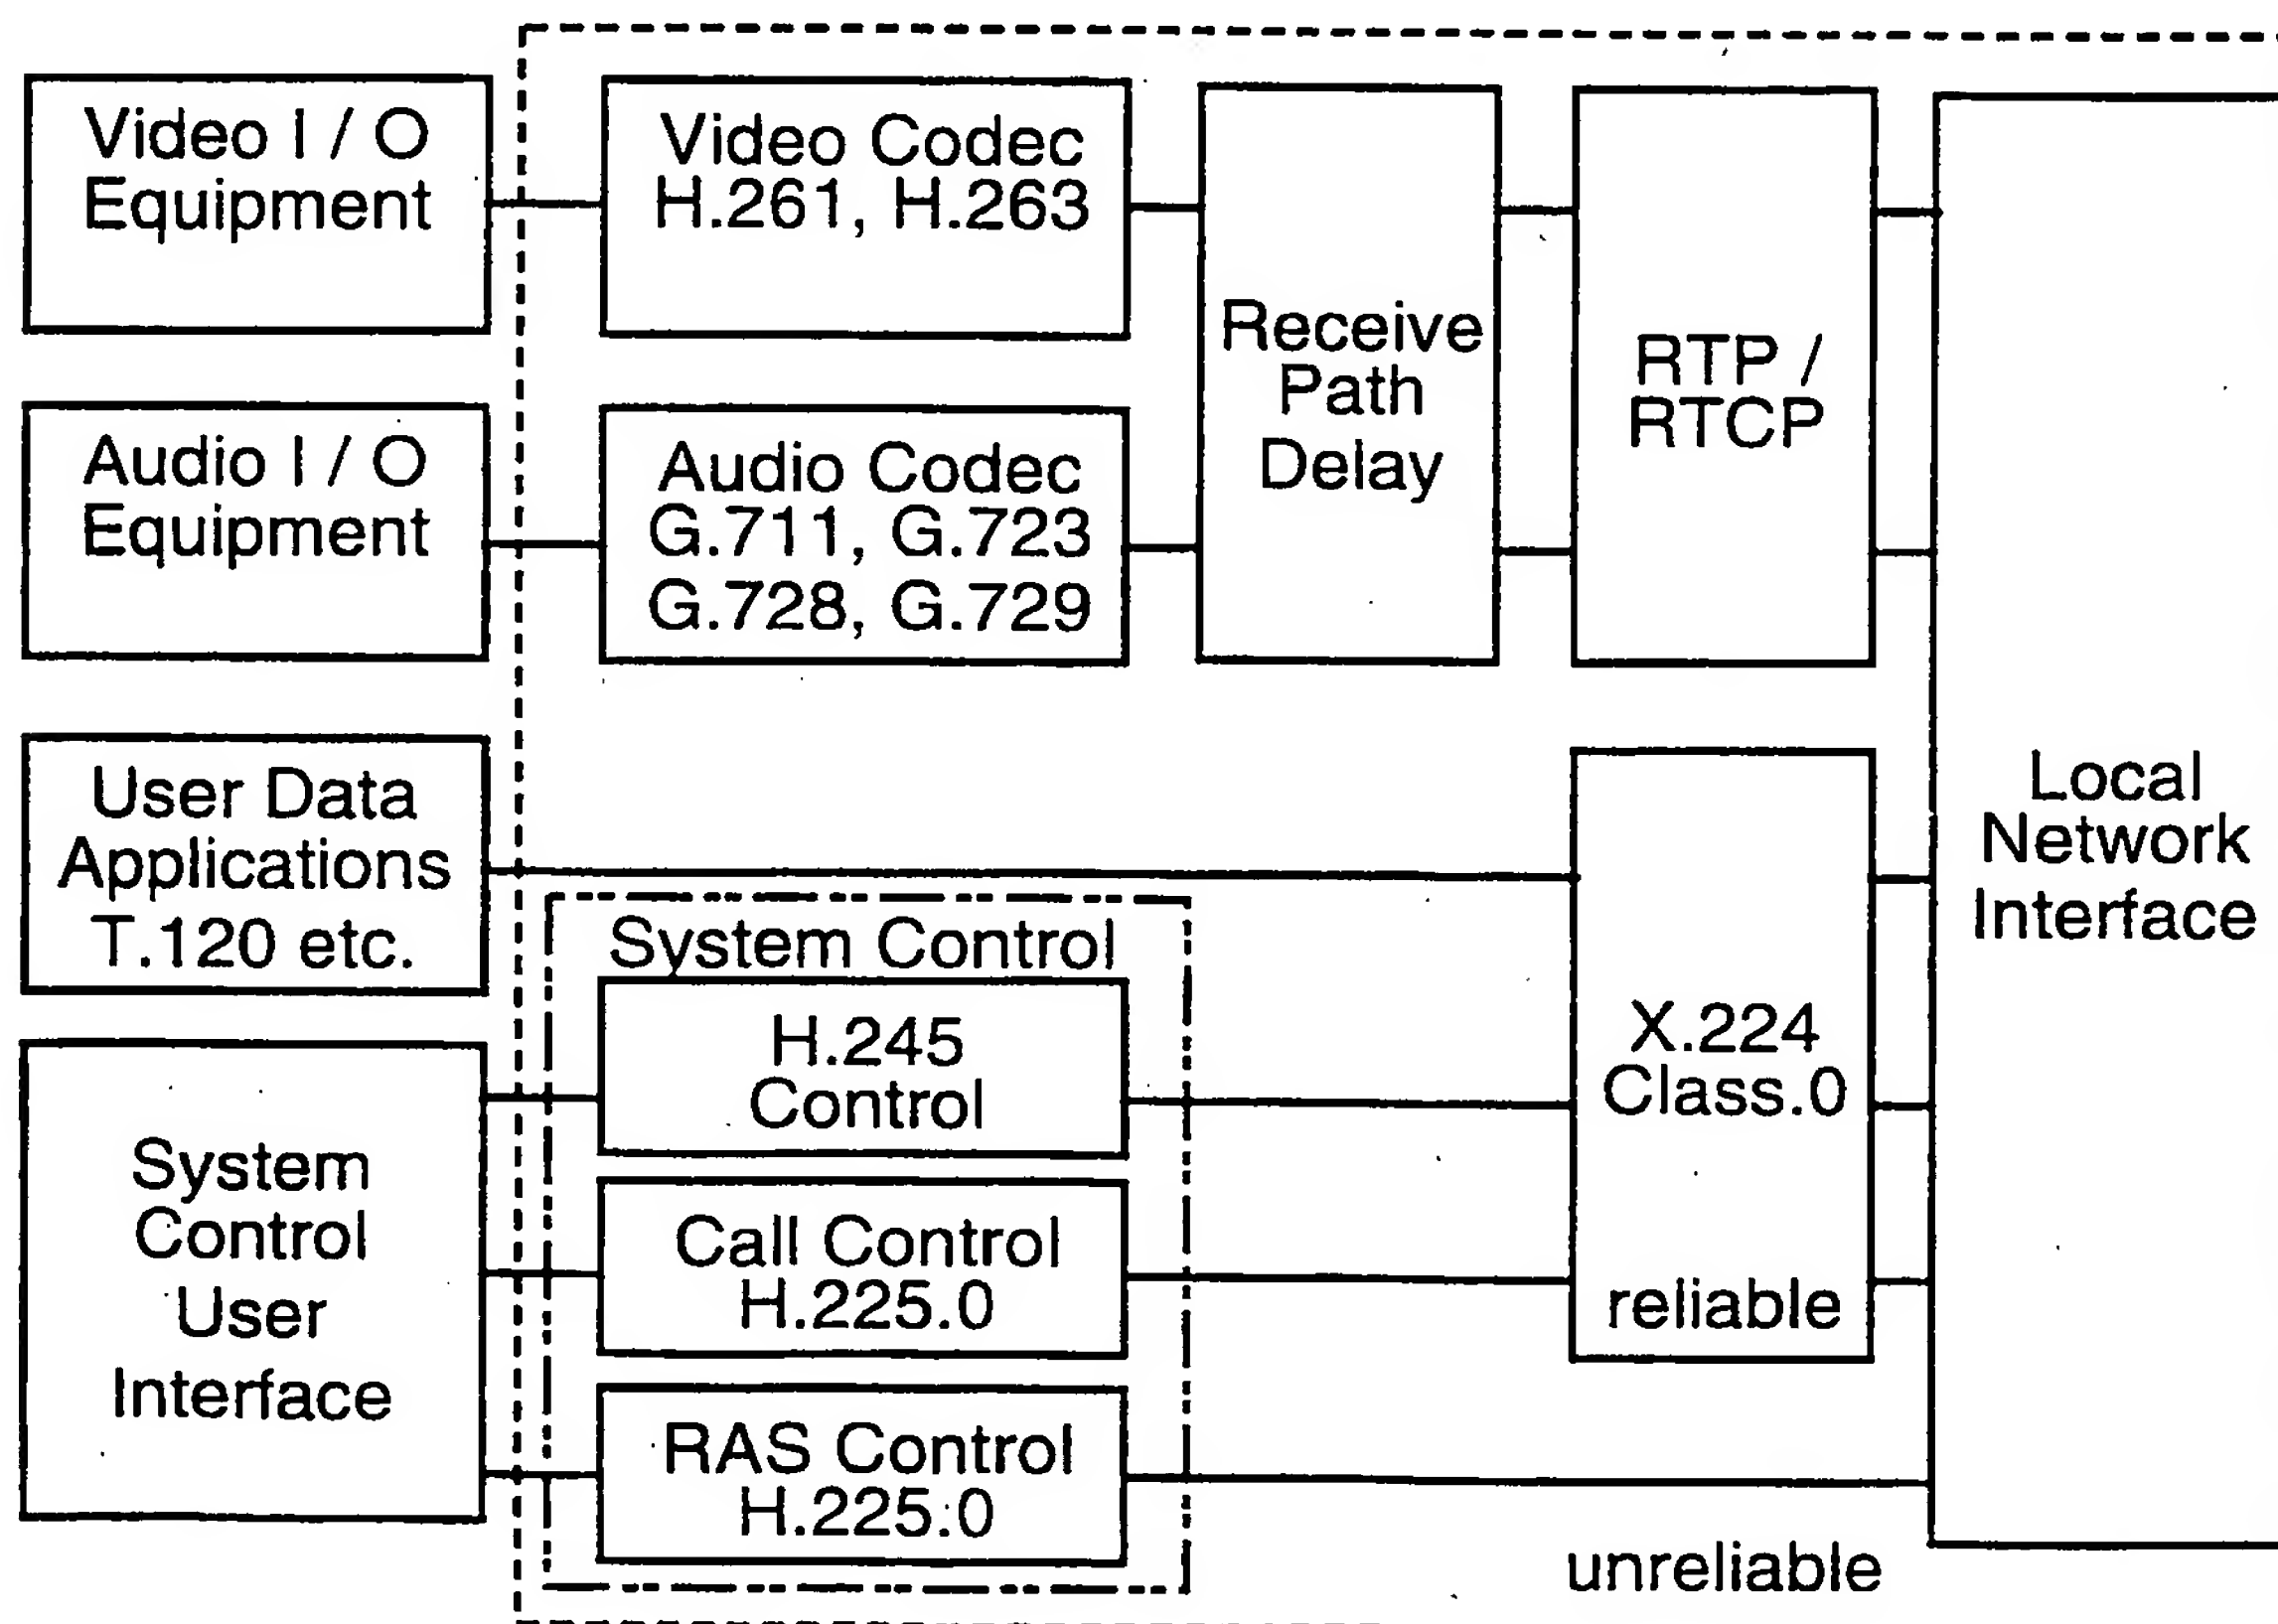 Video I / O
Equipment
Video Codec
H.261, H.263
Receive
Path
Delay
RTP /
RTCP
Audio I / O
Equipment
Audio Codec
G.711, G.723
G.728, G.729
User Data
Applications
T.120 etc.
System Control
H.245
Control
X.224
Class.0
reliable
Local
Network
Interface
System
Control
User
Interface
Call Control
H.225.0
RAS Control
H.225.0
unreliable